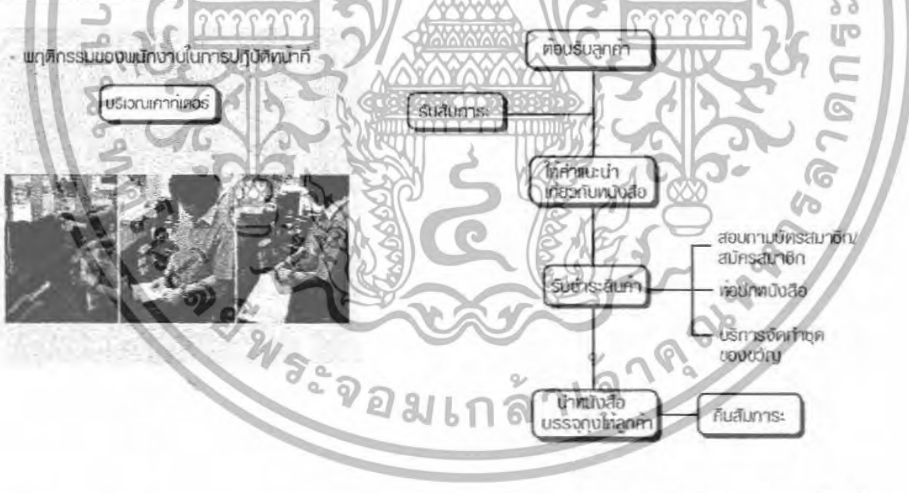 พฤติกรรมของพนักงานในการปฏิบัติหน้าที่
บริเวณเคาท์เตอร์
ต้อนรับลูกค้า
รับสัมภาระ
ให้คำแนะนำ
เกี่ยวกับหนังสือ
รับชำระสินค้า
สอบถามบัตรสมาชิก/
สมัครสมาชิก
ห่อปกหนังสือ
บริการจัดทำชุด
ของขวัญ
นำหนังสือ
บรรจุถุงให้ลูกค้า
คืนสัมภาระ